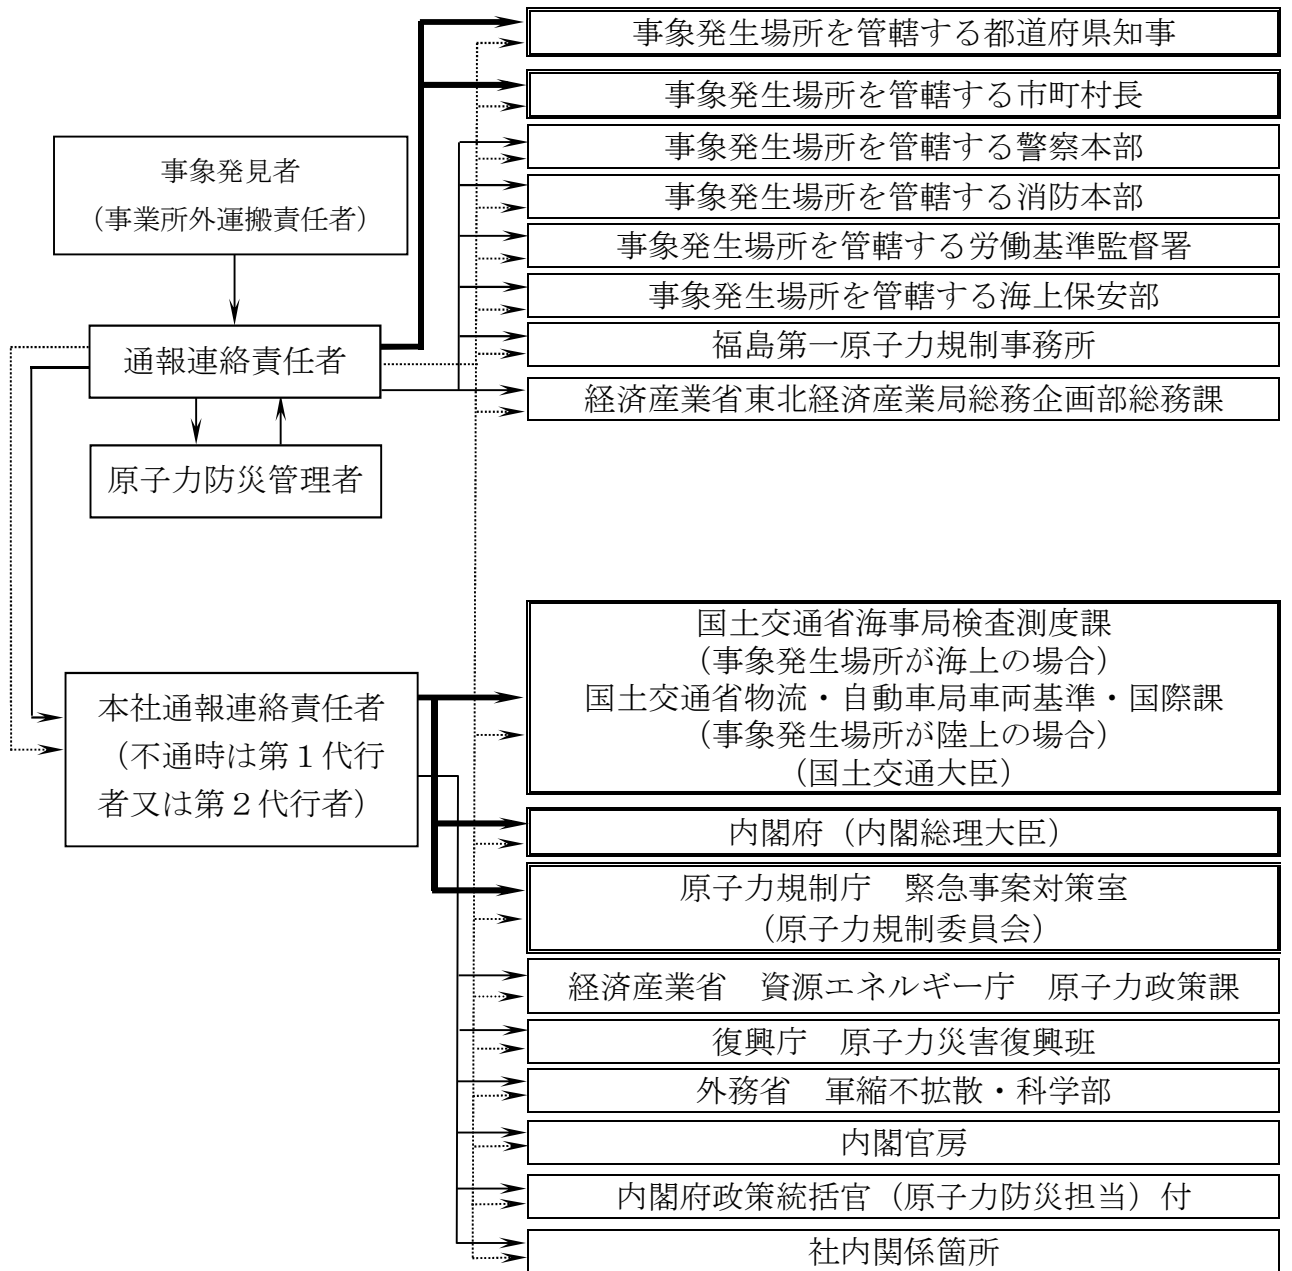 事象発生場所を管轄する都道府県知事
事象発生場所を管轄する市町村長
事象発生場所を管轄する警察本部
事象発生場所を管轄する消防本部
事象発生場所を管轄する労働基準監督署
事象発生場所を管轄する海上保安部
福島第一原子力規制事務所
経済産業省東北経済産業局総務企画部総務課
事象発見者
（事業所外運搬責任者）
通報連絡責任者
原子力防災管理者
本社通報連絡責任者
（不通時は第１代行
者又は第２代行者）
国土交通省海事局検査測度課
（事象発生場所が海上の場合）
国土交通省物流・自動車局車両基準・国際課
（事象発生場所が陸上の場合）
（国土交通大臣）
内閣府（内閣総理大臣）
原子力規制庁　緊急事案対策室
（原子力規制委員会）
経済産業省　資源エネルギー庁　原子力政策課
復興庁　原子力災害復興班
外務省　軍縮不拡散・科学部
内閣官房
内閣府政策統括官（原子力防災担当）付
社内関係箇所